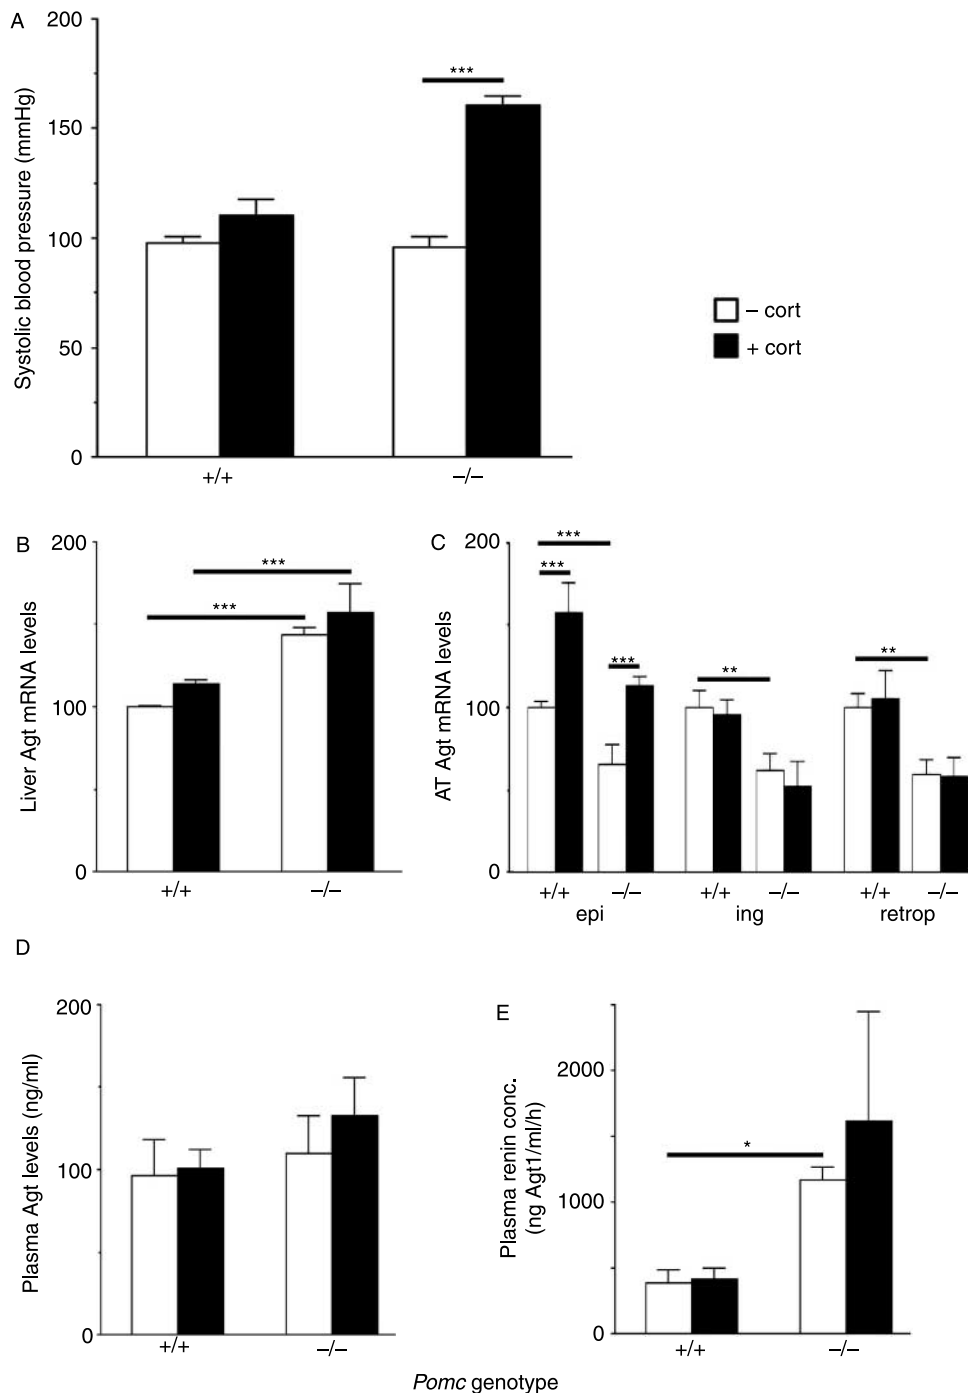 A
200
150
100
50
0
Systolic blood pressure (mmHg)
***
+/+
–/–
– cort
+ cort
B
200
100
0
Liver Agt mRNA levels
***
***
+/+
–/–
C
200
100
0
AT Agt mRNA levels
***
***
***
**
**
+/+ –/– +/+ –/– +/+ –/–
epi ing retrop
D
200
100
0
Plasma Agt levels (ng/ml)
+/+
–/–
E
2000
1000
0
Plasma renin conc.
(ng Agt1/ml/h)
*
+/+
–/–
Pomc genotype